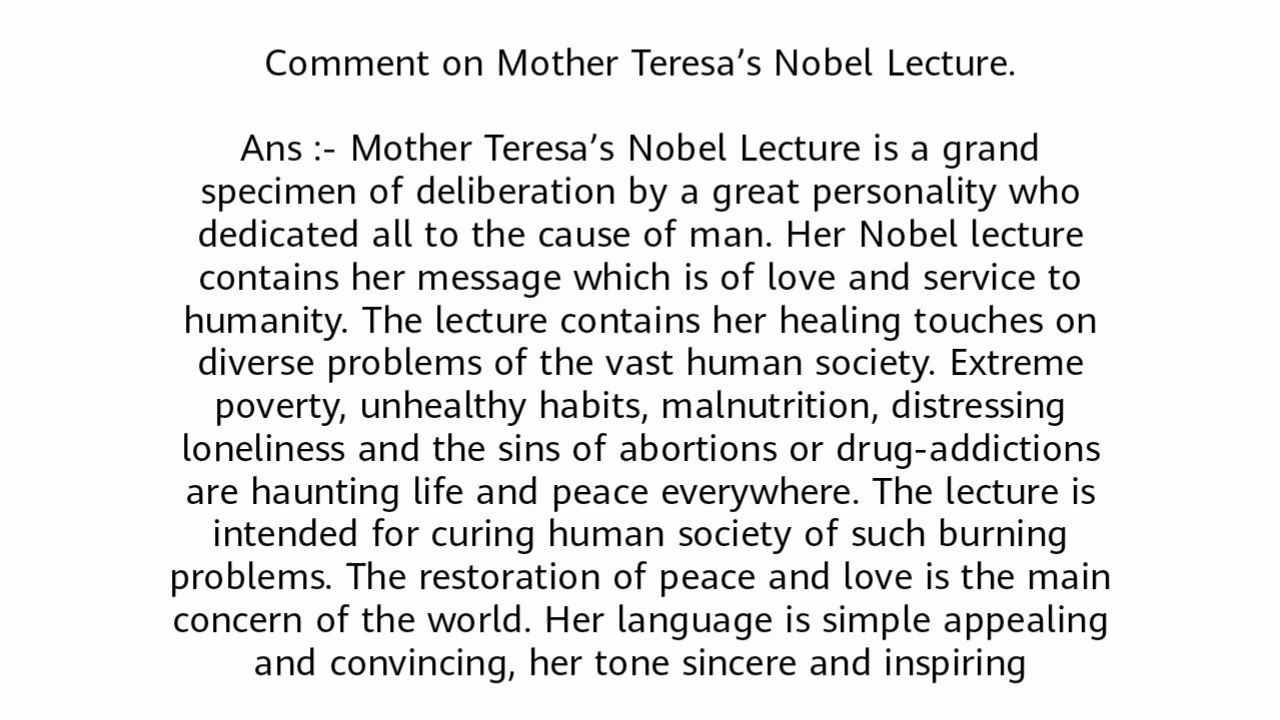 Comment on Mother Teresa’s Nobel Lecture.
Ans :- Mother Teresa’s Nobel Lecture is a grand
specimen of deliberation by a great personality who
dedicated all to the cause of man. Her Nobel lecture
contains her message which is of love and service to
humanity. The lecture contains her healing touches on
diverse problems of the vast human society. Extreme
poverty, unhealthy habits, malnutrition, distressing
loneliness and the sins of abortions or drug-addictions
are haunting life and peace everywhere. The lecture is
intended for curing human society of such burning
problems. The restoration of peace and love is the main
concern of the world. Her language is simple appealing
and convincing, her tone sincere and inspiring